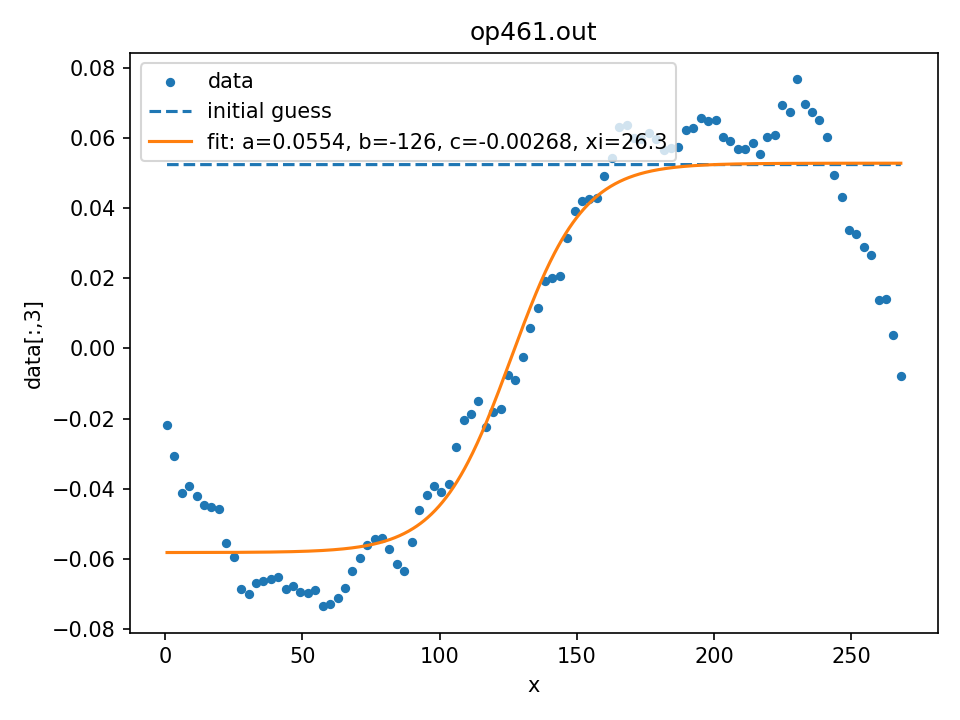 op461.out
data
initial guess
fit: a=0.0554, b=-126, c=-0.00268, xi=26.3
0.08
0.06
0.04
0.02
0.00
−0.02
−0.04
−0.06
−0.08
data[:,3]
0
50
100
150
200
250
x